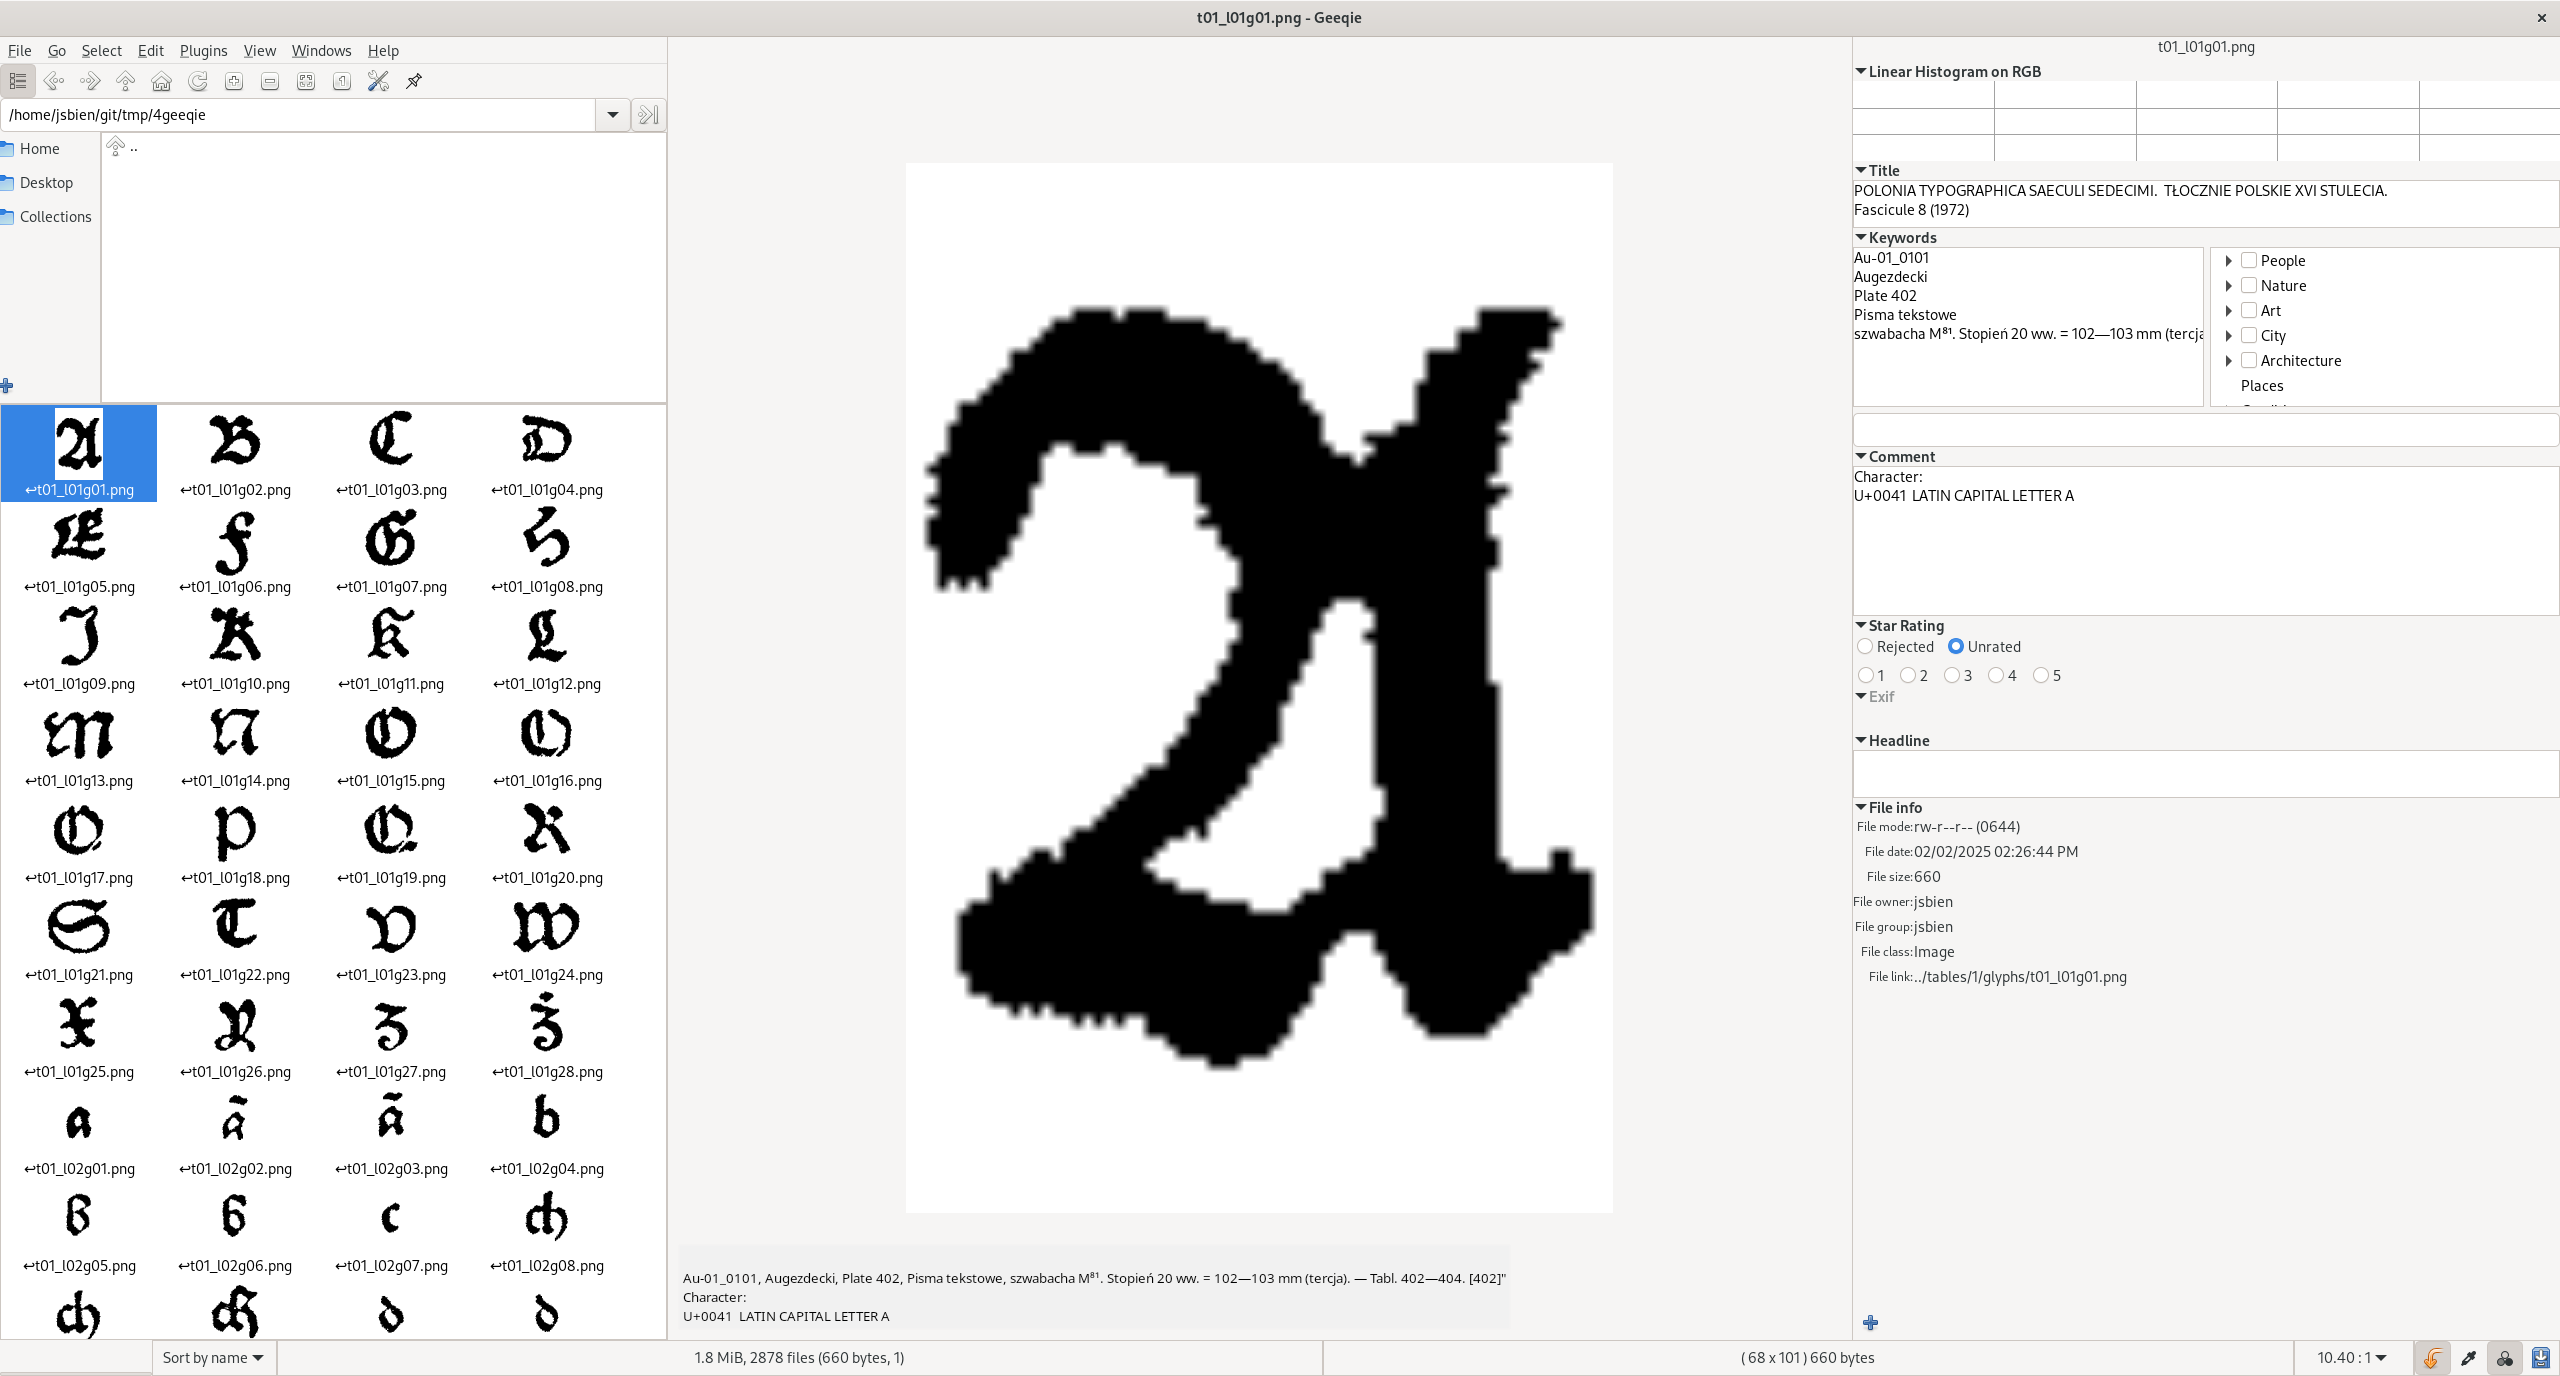 t01_l01g01.png - Geeqie
File Go Select Edit Plugins View Windows Help
/home/jsbien/git/tmp/4geeqie
Home
Desktop
Collections
..
t01_l01g01.png t01_l01g02.png t01_l01g03.png t01_l01g04.png
t01_l01g05.png t01_l01g06.png t01_l01g07.png t01_l01g08.png
t01_l01g09.png t01_l01g10.png t01_l01g11.png t01_l01g12.png
t01_l01g13.png t01_l01g14.png t01_l01g15.png t01_l01g16.png
t01_l01g17.png t01_l01g18.png t01_l01g19.png t01_l01g20.png
t01_l01g21.png t01_l01g22.png t01_l01g23.png t01_l01g24.png
t01_l01g25.png t01_l01g26.png t01_l01g27.png t01_l01g28.png
t01_l02g01.png t01_l02g02.png t01_l02g03.png t01_l02g04.png
t01_l02g05.png t01_l02g06.png t01_l02g07.png t01_l02g08.png
A
Au-01_0101, Augezdecki, Plate 402, Pisma tekstowe, szwabacha M⁸¹. Stopień 20 ww. = 102—103 mm (tercja). — Tabl. 402—404. [402]"
Character:
U+0041 LATIN CAPITAL LETTER A
t01_l01g01.png
Linear Histogram on RGB
Title
POLONIA TYPOGRAPHICA SAECULI SEDECIMI. TŁOCZNIE POLSKIE XVI STULECIA.
Fascicule 8 (1972)
Keywords
Au-01_0101
Augezdecki
Plate 402
Pisma tekstowe
szwabacha M⁸¹. Stopień 20 ww. = 102—103 mm (tercja
People
Nature
Art
City
Architecture
Places
Comment
Character:
U+0041 LATIN CAPITAL LETTER A
Star Rating
Rejected Unrated
1 2 3 4 5
Exif
Headline
File info
File mode: rw-r--r-- (0644)
File date: 02/02/2025 02:26:44 PM
File size: 660
File owner: jsbien
File group: jsbien
File class: Image
File link: ../tables/1/glyphs/t01_l01g01.png
Sort by name
1.8 MiB, 2878 files (660 bytes, 1)
( 68 x 101 ) 660 bytes
10.40 : 1